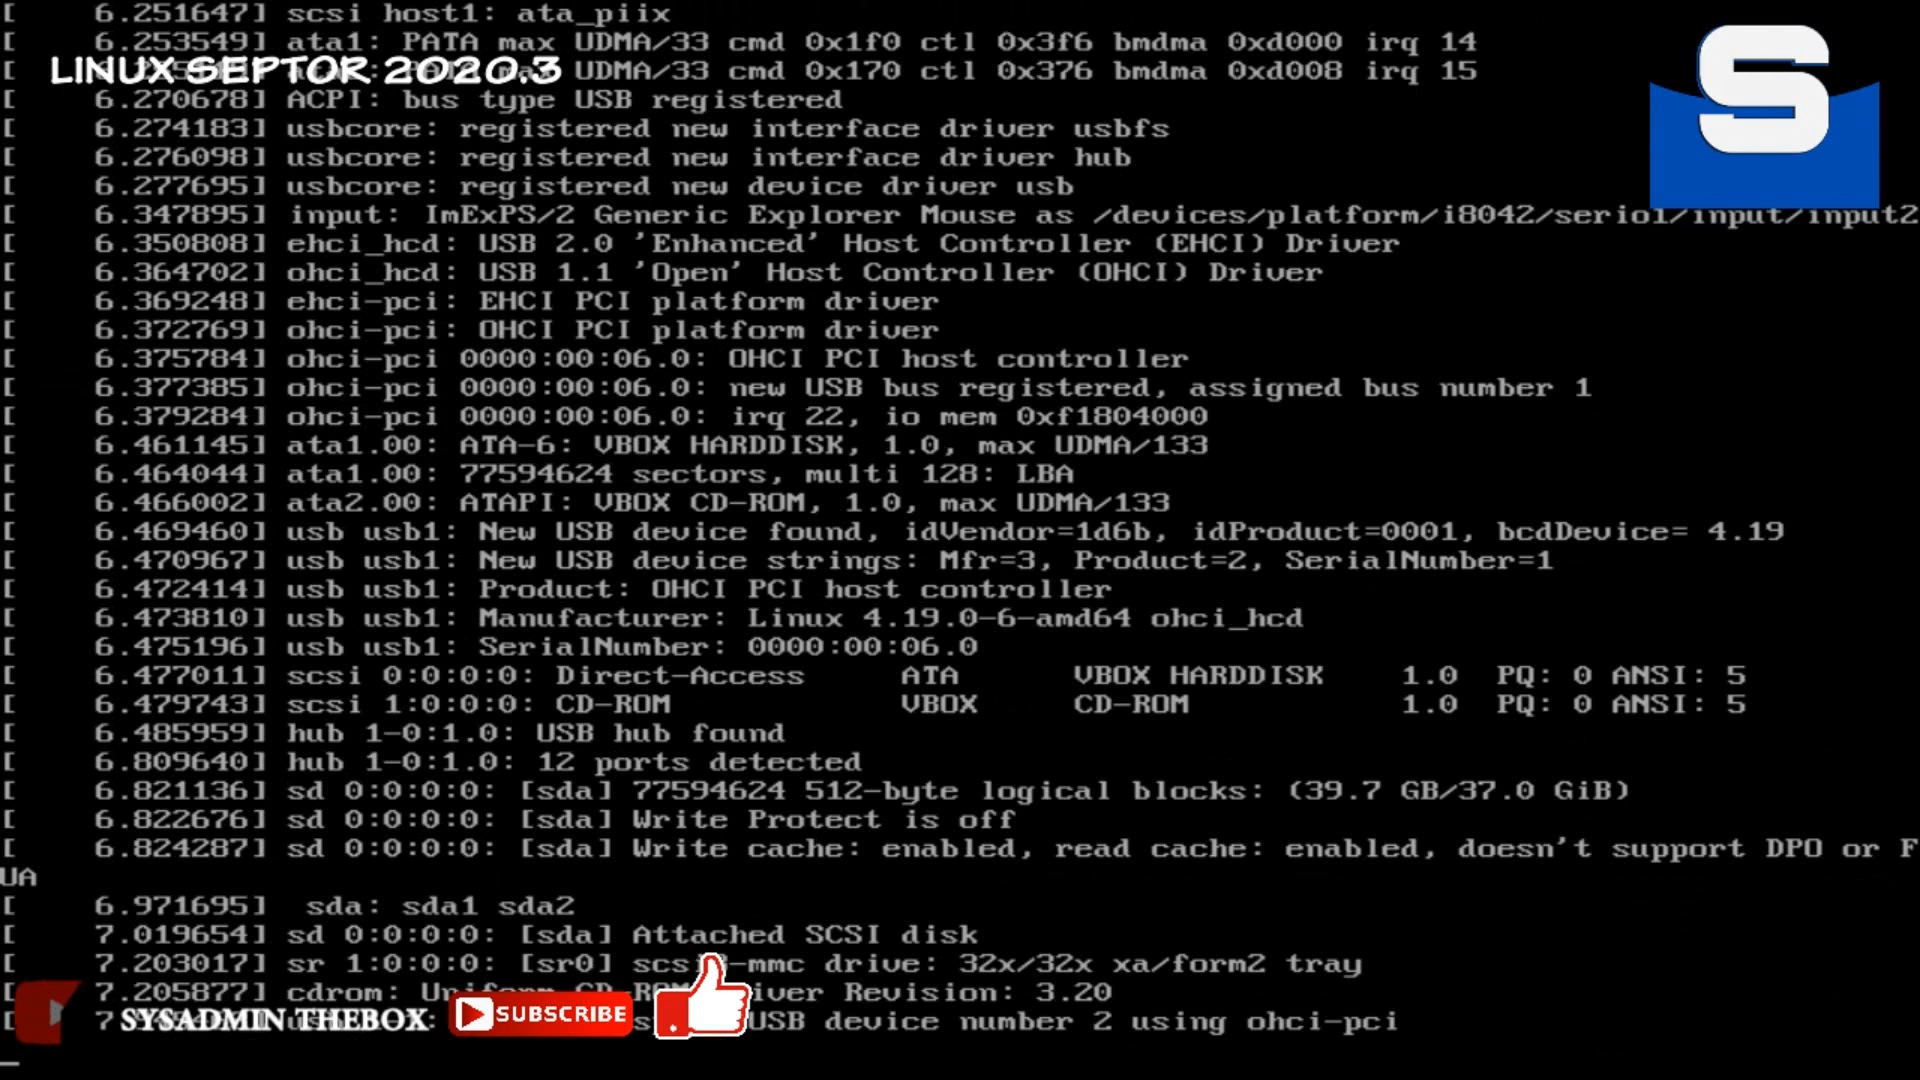 [    6.251647] scsi host1: ata_piix
[    6.253549] ata1: PATA max UDMA/33 cmd 0x1f0 ctl 0x3f6 bmdma 0xd000 irq 14
LINUX SEPTOR 2020.3
UDMA/33 cmd 0x170 ctl 0x376 bmdma 0xd008 irq 15
[    6.270678] ACPI: bus type USB registered
[    6.274183] usbcore: registered new interface driver usbfs
[    6.276098] usbcore: registered new interface driver hub
[    6.277695] usbcore: registered new device driver usb
[    6.347895] input: ImExPS/2 Generic Explorer Mouse as /devices/platform/i8042/serio1/input/input2
[    6.350808] ehci_hcd: USB 2.0 'Enhanced' Host Controller (EHCI) Driver
[    6.364702] ohci_hcd: USB 1.1 'Open' Host Controller (OHCI) Driver
[    6.369248] ehci-pci: EHCI PCI platform driver
[    6.372769] ohci-pci: OHCI PCI platform driver
[    6.375784] ohci-pci 0000:00:06.0: OHCI PCI host controller
[    6.377385] ohci-pci 0000:00:06.0: new USB bus registered, assigned bus number 1
[    6.379284] ohci-pci 0000:00:06.0: irq 22, io mem 0xf1804000
[    6.461145] ata1.00: ATA-6: VBOX HARDDISK, 1.0, max UDMA/133
[    6.464044] ata1.00: 77594624 sectors, multi 128: LBA
[    6.466002] ata2.00: ATAPI: VBOX CD-ROM, 1.0, max UDMA/133
[    6.469460] usb usb1: New USB device found, idVendor=1d6b, idProduct=0001, bcdDevice= 4.19
[    6.470967] usb usb1: New USB device strings: Mfr=3, Product=2, SerialNumber=1
[    6.472414] usb usb1: Product: OHCI PCI host controller
[    6.473810] usb usb1: Manufacturer: Linux 4.19.0-6-amd64 ohci_hcd
[    6.475196] usb usb1: SerialNumber: 0000:00:06.0
[    6.477011] scsi 0:0:0:0: Direct-Access     ATA      VBOX HARDDISK    1.0  PQ: 0 ANSI: 5
[    6.479743] scsi 1:0:0:0: CD-ROM            VBOX     CD-ROM           1.0  PQ: 0 ANSI: 5
[    6.485959] hub 1-0:1.0: USB hub found
[    6.809640] hub 1-0:1.0: 12 ports detected
[    6.821136] sd 0:0:0:0: [sda] 77594624 512-byte logical blocks: (39.7 GB/37.0 GiB)
[    6.822676] sd 0:0:0:0: [sda] Write Protect is off
[    6.824287] sd 0:0:0:0: [sda] Write cache: enabled, read cache: enabled, doesn't support DPO or F
UA
[    6.971695]  sda: sda1 sda2
[    7.019654] sd 0:0:0:0: [sda] Attached SCSI disk
[    7.203017] sr 1:0:0:0: [sr0] -mmc drive: 32x/32x xa/form2 tray
[    7.205877] cdrom: Revision: 3.20
SYSADMIN THEBOX
SUBSCRIBE
USB device number 2 using ohci-pci
S